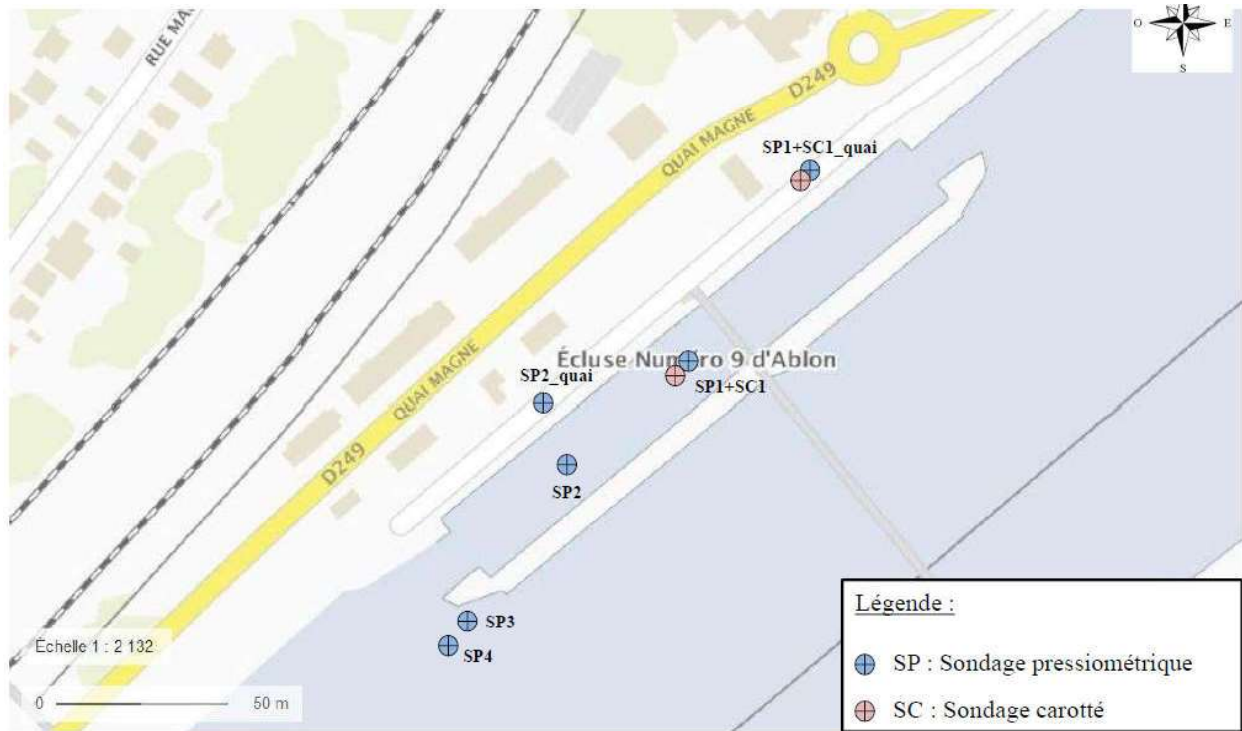 RUE MAS
O
E
S
D249
QUAI MAGNE
SP1+SC1_quai
Écluse Numéro 9 d'Ablon
SP2_quai
SP1+SC1
QUAI MAGNE
D249
SP2
SP3
SP4
Échelle 1 : 2 132
0 50 m
Légende :
SP : Sondage pressiométrique
SC : Sondage carotté